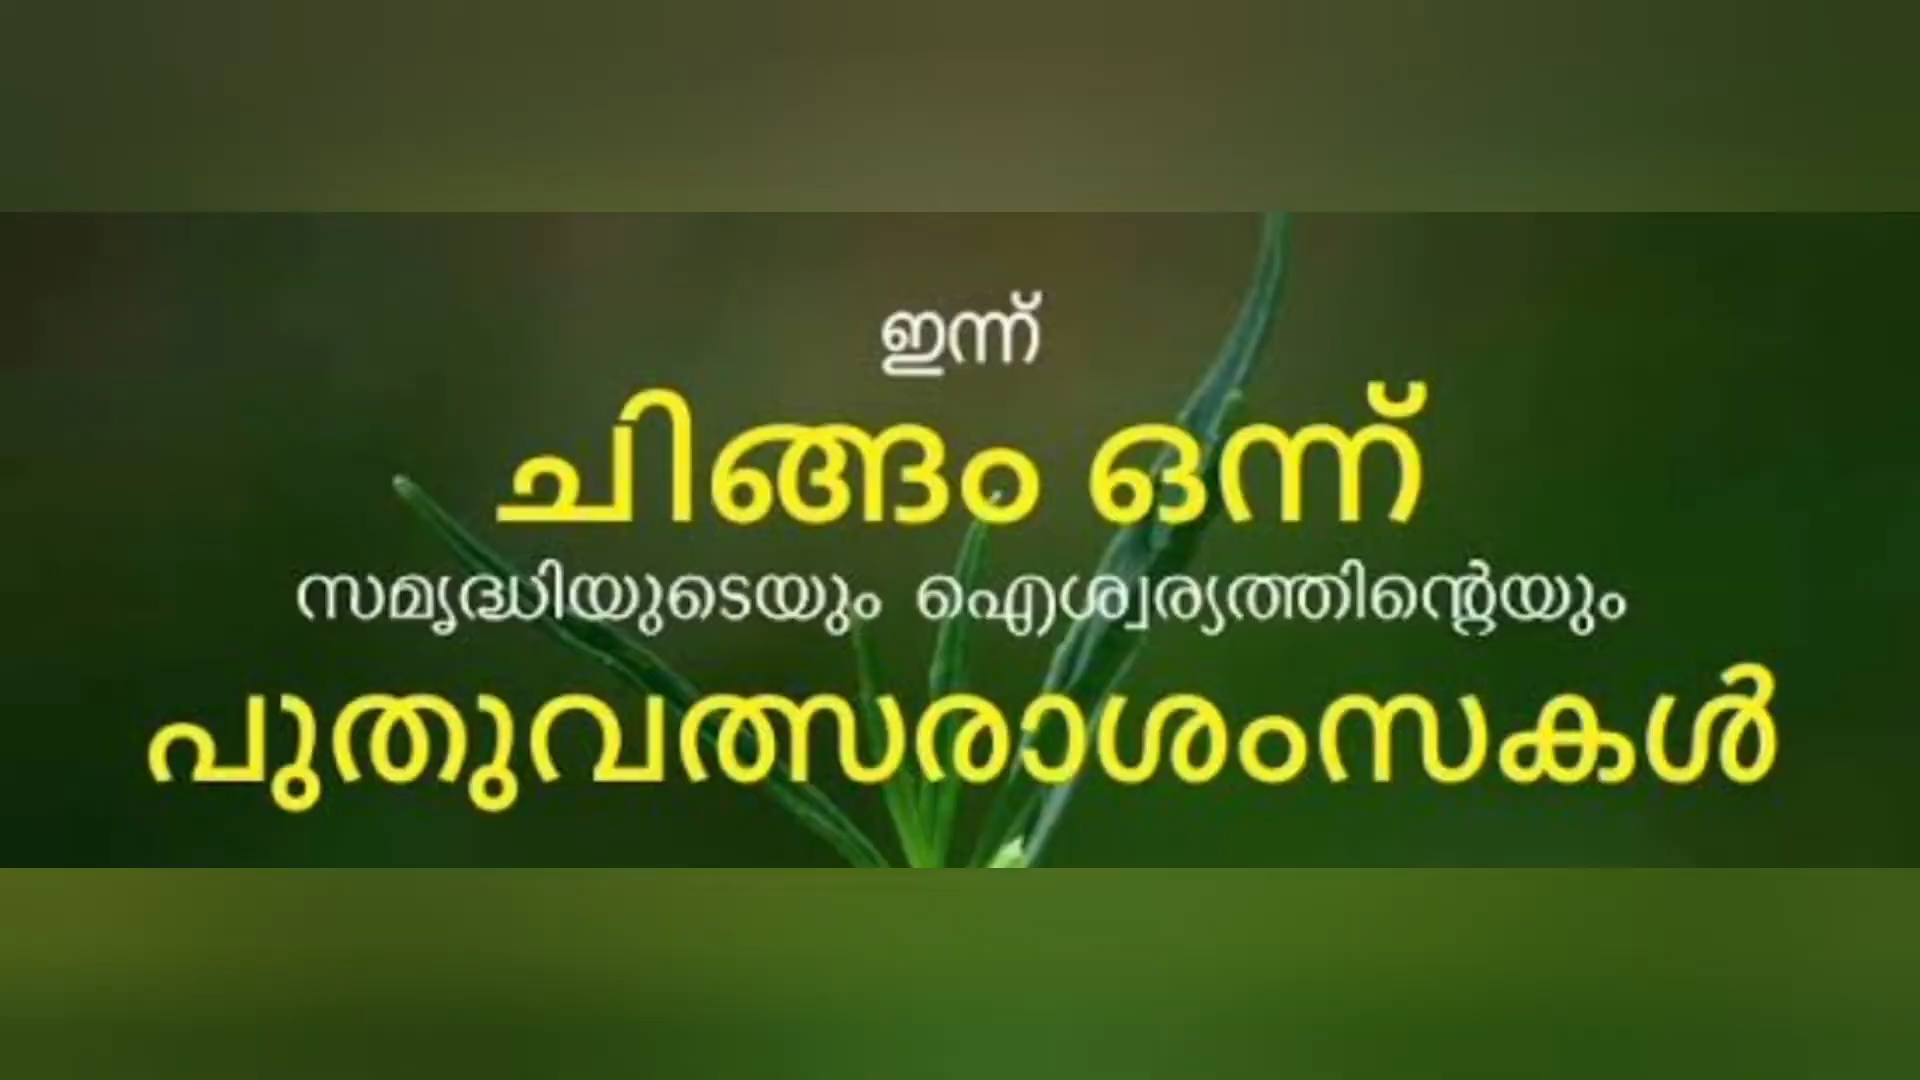 ഇന്ന്
ചിങ്ങം ഒന്ന്
സമൃദ്ധിയുടെയും ഐശ്വര്യത്തിന്റെയും
പുതുവത്സരാശംസകൾ